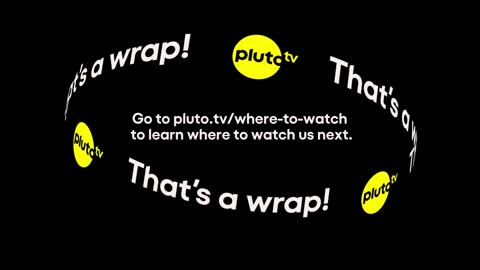 That's a wrap!
pluto tv
That's a w
Go to pluto.tv/where-to-watch
to learn where to watch us next.
pluto tv
That's a wrap!
pluto tv